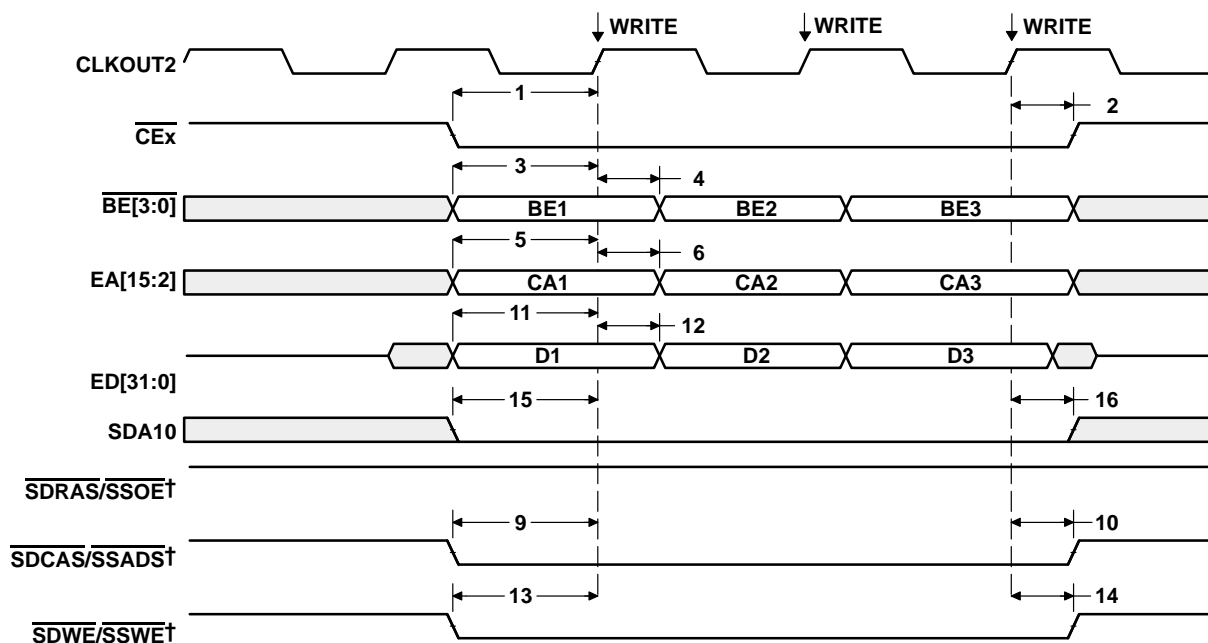 WRITE WRITE WRITE
CLKOUT2
1 2
CEx
3 4
BE[3:0] BE1 BE2 BE3
5 6
EA[15:2] CA1 CA2 CA3
11 12
D1 D2 D3
ED[31:0]
15 16
SDA10
SDRAS/SSOE†
9 10
SDCAS/SSADS†
13 14
SDWE/SSWE†